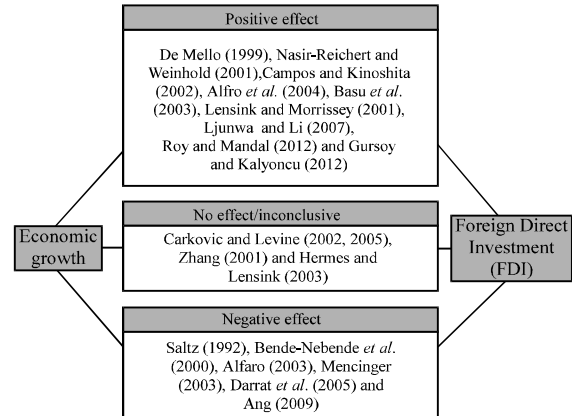 Positive effect
De Mello (1999), Nasir-Reichert and
Weinhold (2001),Campos and Kinoshita
(2002), Alfro et al. (2004), Basu et al.
(2003), Lensink and Morrissey (2001),
Ljunwa and Li (2007),
Roy and Mandal (2012) and Gursoy
and Kalyoncu (2012)
Economic
growth
No effect/inconclusive
Carkovic and Levine (2002, 2005),
Zhang (2001) and Hermes and
Lensink (2003)
Foreign Direct
Investment
(FDI)
Negative effect
Saltz (1992), Bende-Nebende et al.
(2000), Alfaro (2003), Mencinger
(2003), Darrat et al. (2005) and
Ang (2009)